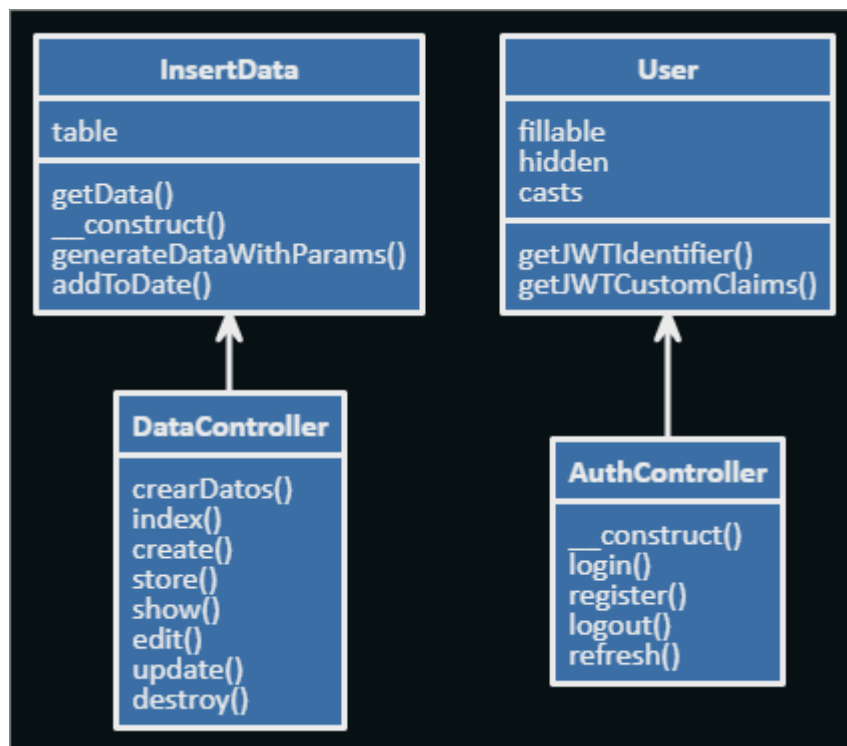 InsertData
table
getData()
__construct()
generateDataWithParams()
addToDate()
User
fillable
hidden
casts
getJWTIdentifier()
getJWTCustomClaims()
DataController
crearDatos()
index()
create()
store()
show()
edit()
update()
destroy()
AuthController
__construct()
login()
register()
logout()
refresh()